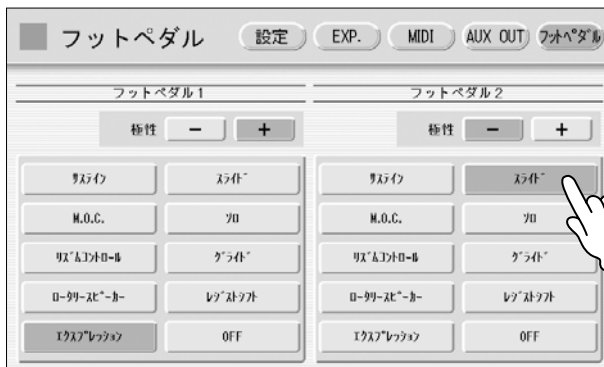 フットペダル 設定 EXP. MIDI AUX OUT ﾌｯﾄﾍﾟﾀﾞﾙ
フットペダル1
極性 － ＋
ｻｽﾃｲﾝ ｽﾗｲﾄﾞ
M.O.C. ｿﾛ
ﾘｽﾞﾑｺﾝﾄﾛｰﾙ ｸﾞﾗｲﾄﾞ
ﾛｰﾀﾘｰｽﾋﾟｰｶｰ ﾚｼﾞｽﾄｼﾌﾄ
ｴｸｽﾌﾟﾚｯｼｮﾝ OFF
フットペダル2
極性 － ＋
ｻｽﾃｲﾝ ｽﾗｲﾄﾞ
M.O.C. ｿﾛ
ﾘｽﾞﾑｺﾝﾄﾛｰﾙ ｸﾞﾗｲﾄﾞ
ﾛｰﾀﾘｰｽﾋﾟｰｶｰ ﾚｼﾞｽﾄｼﾌﾄ
ｴｸｽﾌﾟﾚｯｼｮﾝ OFF